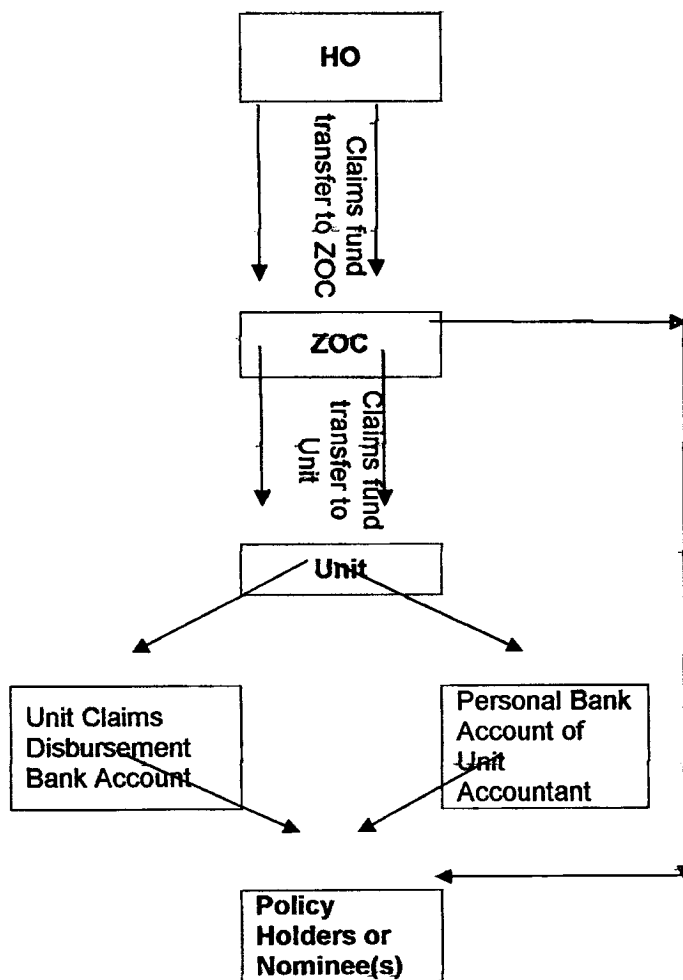 HO
Claims fund
transfer to ZOC
ZOC
Claims fund
transfer to
Unit
Unit
Unit Claims
Disbursement
Bank Account
Personal Bank
Account of
Unit
Accountant
Policy
Holders or
Nominee(s)